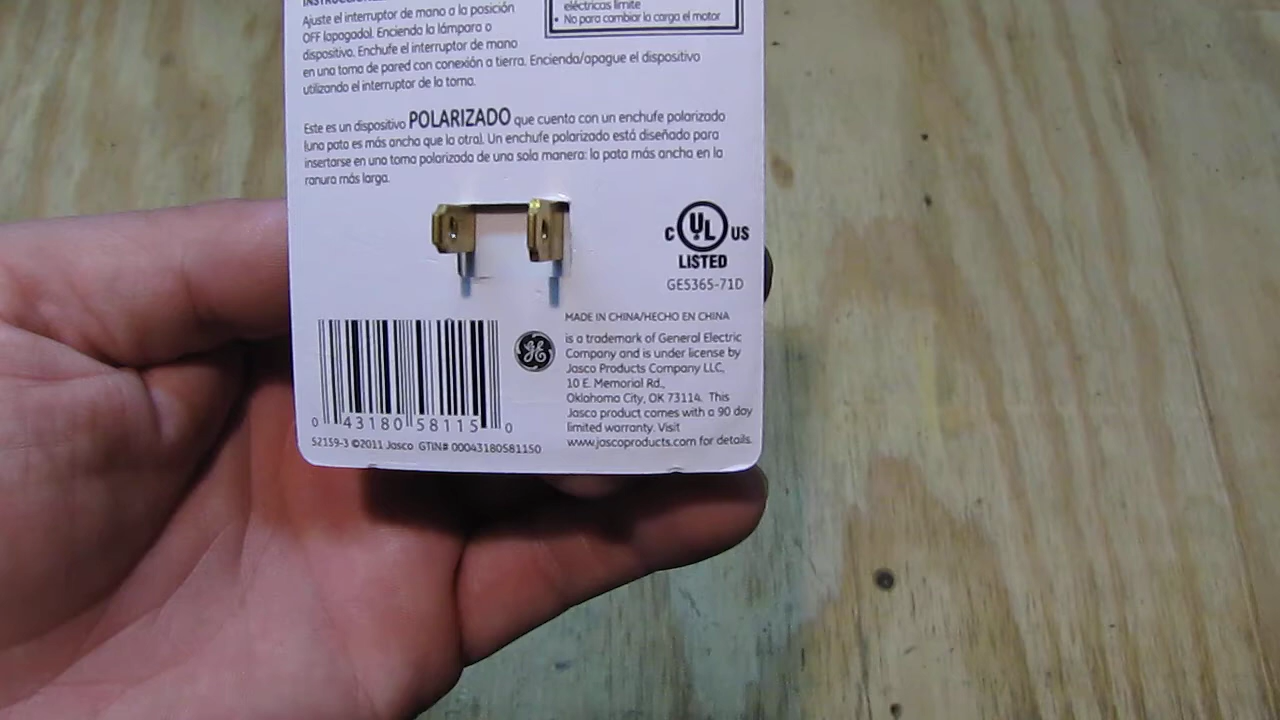 Ajuste el interruptor de mano a la posición
OFF (apagado). Encienda la lámpara o
dispositivo. Enchufe el interruptor de mano
en una toma de pared con conexión a tierra. Encienda/apague el dispositivo
utilizando el interruptor de la toma.
eléctricas límite
• No para cambiar la carga el motor
Este es un dispositivo POLARIZADO que cuenta con un enchufe polarizado
(una pata es más ancha que la otra). Un enchufe polarizado está diseñado para
insertarse en una toma polarizada de una sola manera: la pata más ancha en la
ranura más larga.
C UL US
LISTED
GE5365-71D
MADE IN CHINA/HECHO EN CHINA
GE
is a trademark of General Electric
Company and is under license by
Jasco Products Company LLC,
10 E. Memorial Rd.,
Oklahoma City, OK 73114. This
Jasco product comes with a 90 day
limited warranty. Visit
www.jascoproducts.com for details.
0 43180 58115 0
52159-3 ©2011 Jasco GTIN# 00043180581150